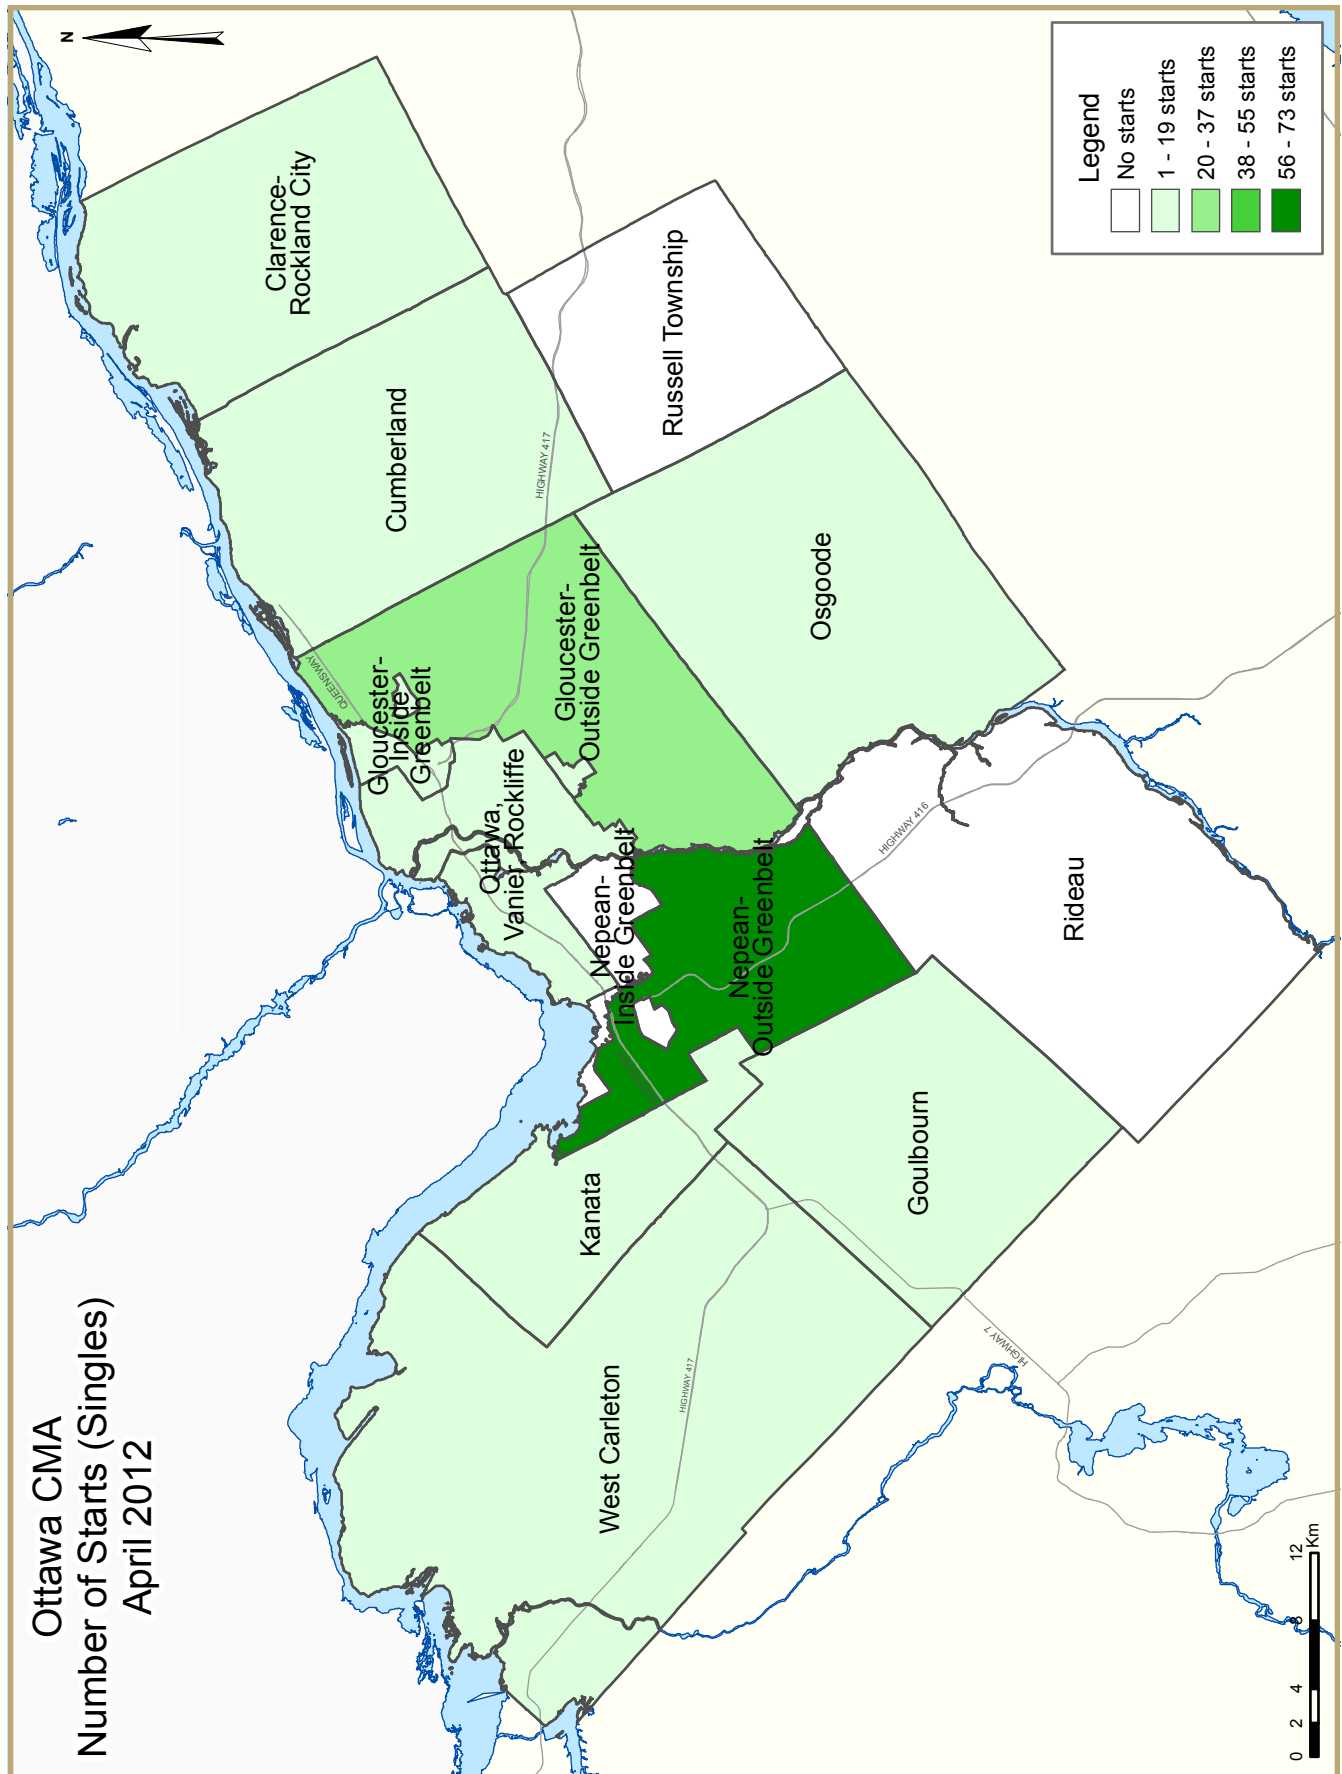 Ottawa CMA
Number of Starts (Singles)
April 2012
N
Legend
No starts
1 - 19 starts
20 - 37 starts
38 - 55 starts
56 - 73 starts
Clarence-
Rockland City
Cumberland
Russell Township
HIGHWAY 417
QUEENSWAY
Gloucester-
Inside
Greenbelt
Gloucester-
Outside Greenbelt
Osgoode
Ottawa,
Vanier, Rockliffe
Nepean-
Inside Greenbelt
Nepean-
Outside Greenbelt
HIGHWAY 416
Rideau
Kanata
Goulbourn
West Carleton
HIGHWAY 417
HIGHWAY 7
0 2 4 8 12
Km